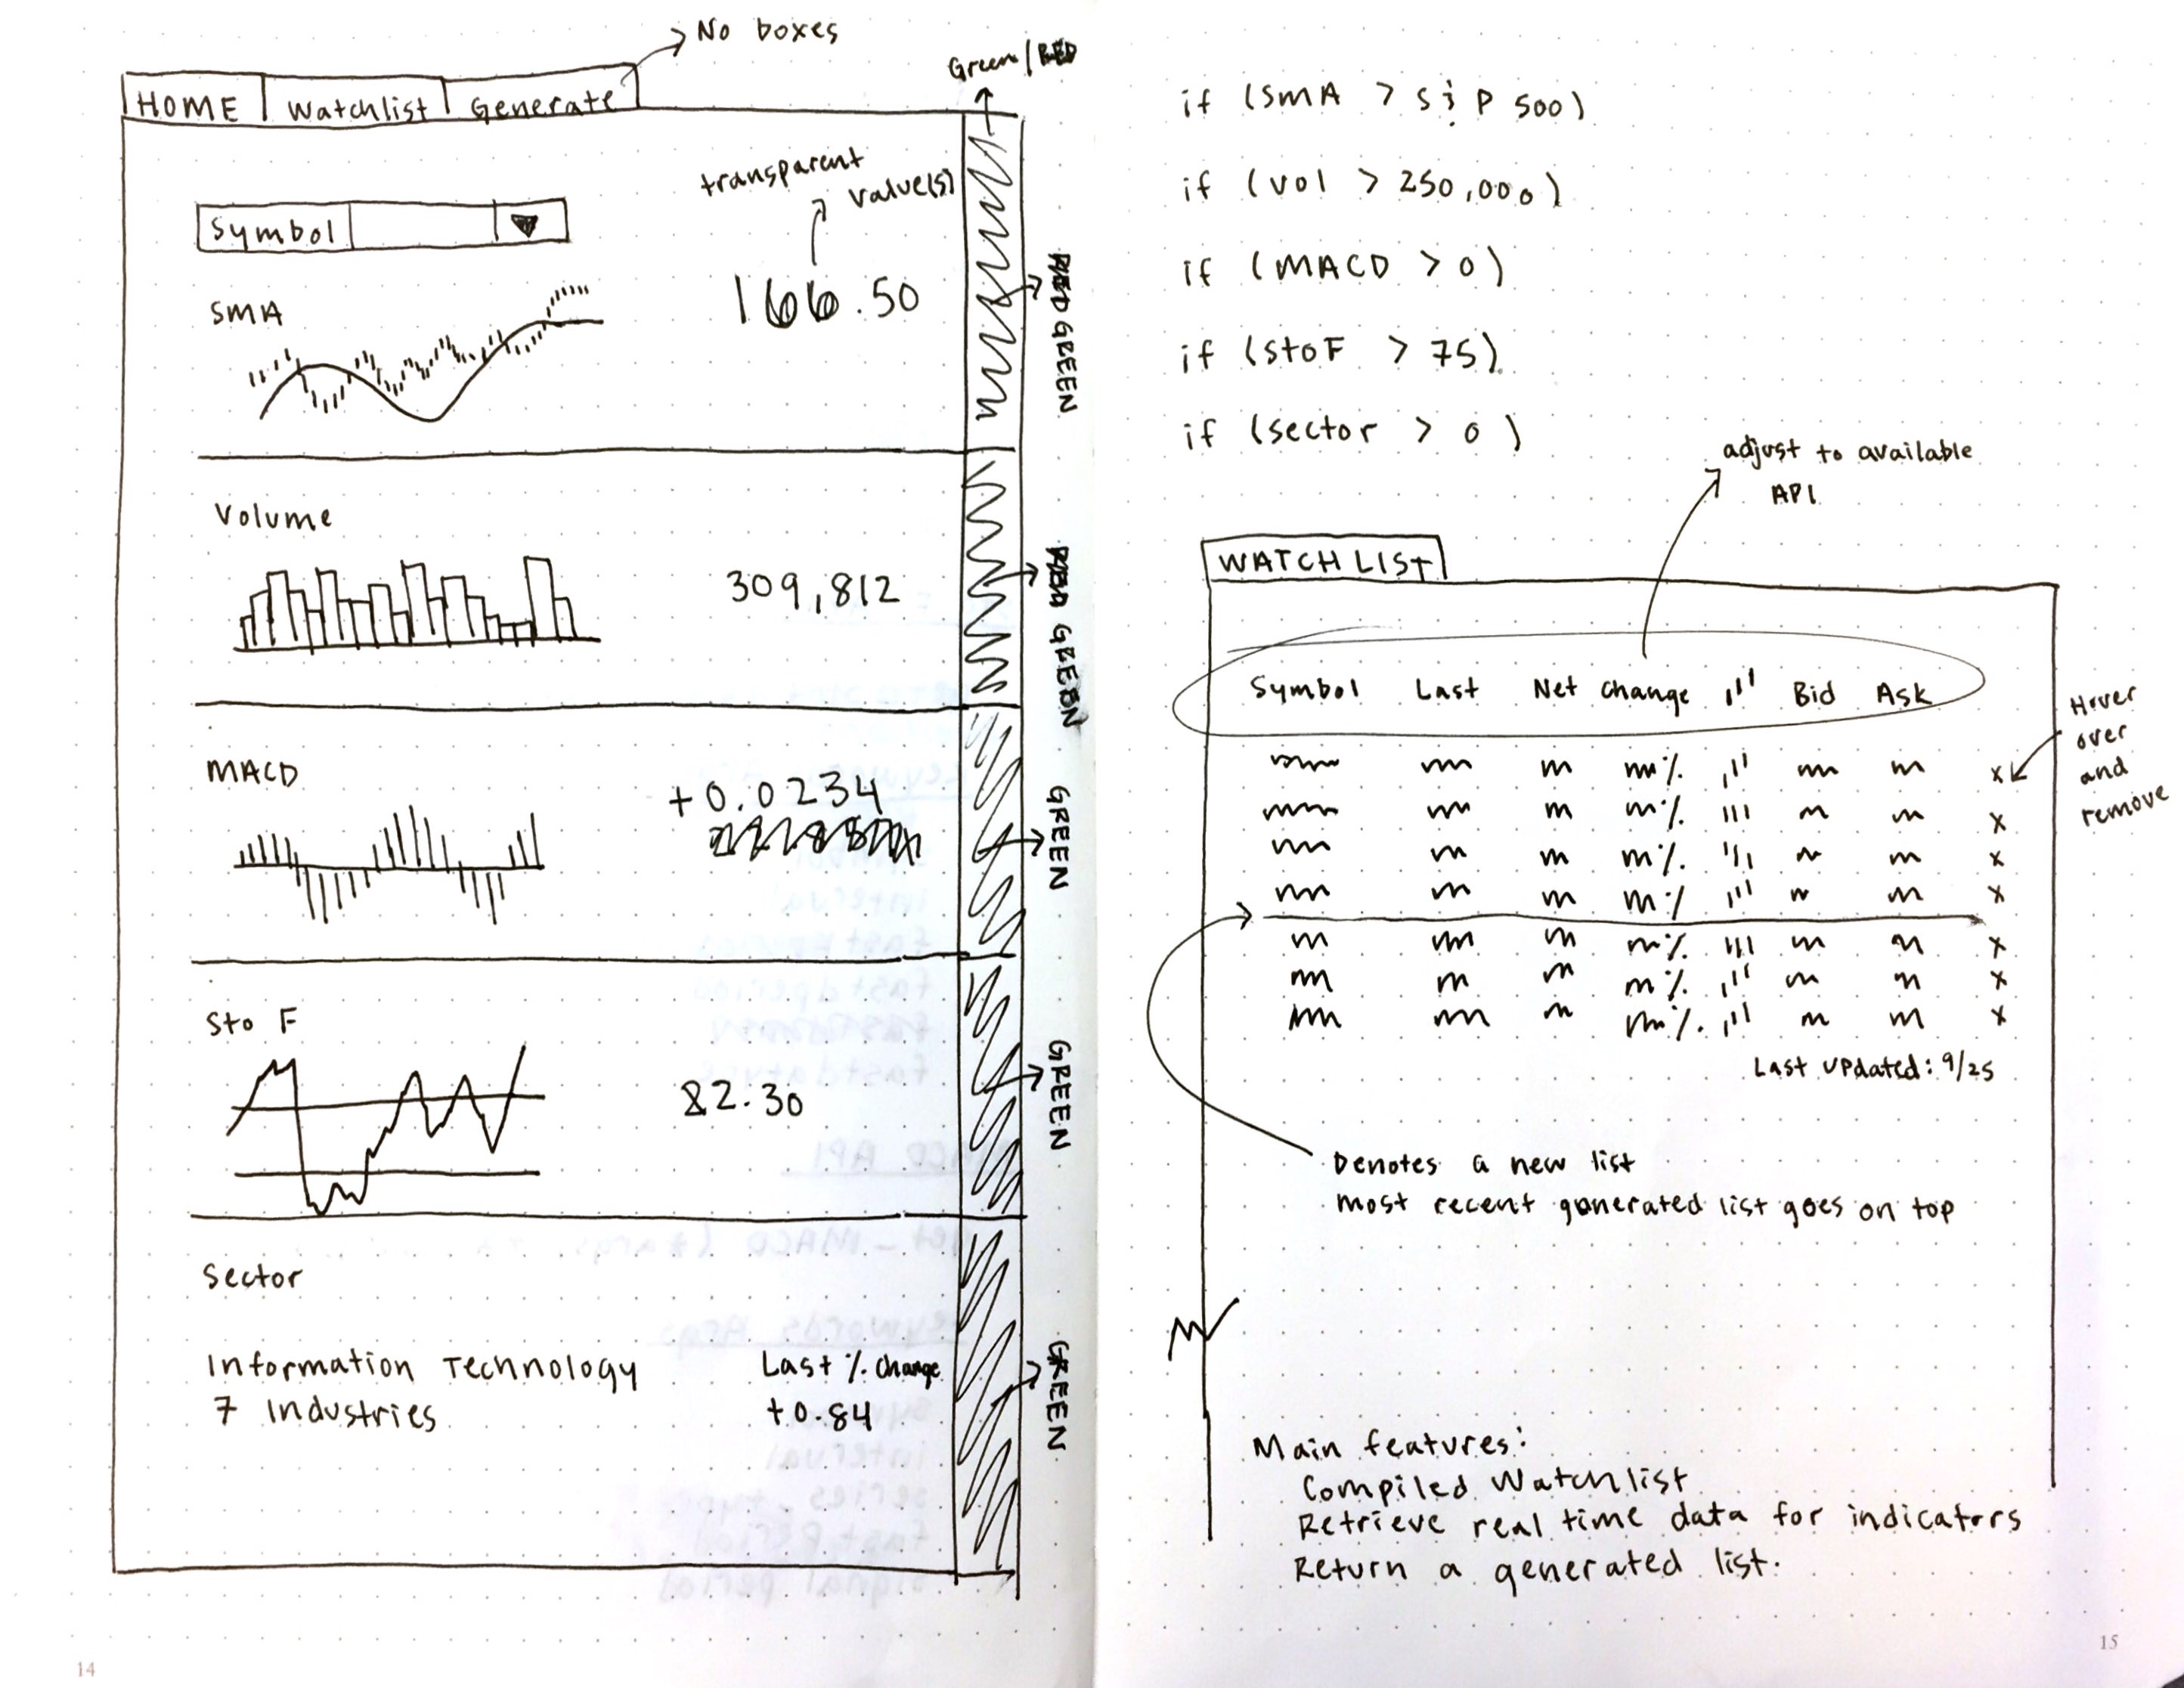 No boxes
Green/RED
HOME Watchlist Generate
transparent value(s)
Symbol
SMA
166.50
GREEN
Volume
309,812
GREEN
MACD
+0.0234
GREEN
Sto F
82.30
GREEN
Sector
Information Technology Last % change
7 Industries +0.84
GREEN
14
if (SMA > S & P 500)
if (vol > 250,000)
if (MACD > 0)
if (stoF > 75)
if (sector > 0)
adjust to available
API
WATCHLIST
Symbol Last Net change Bid Ask
Hover
over
and
remove
x
x
x
x
x
x
x
Last updated: 9/25
Denotes a new list
most recent generated list goes on top
Main features:
Compiled Watchlist
Retrieve real time data for indicators
Return a generated list.
15